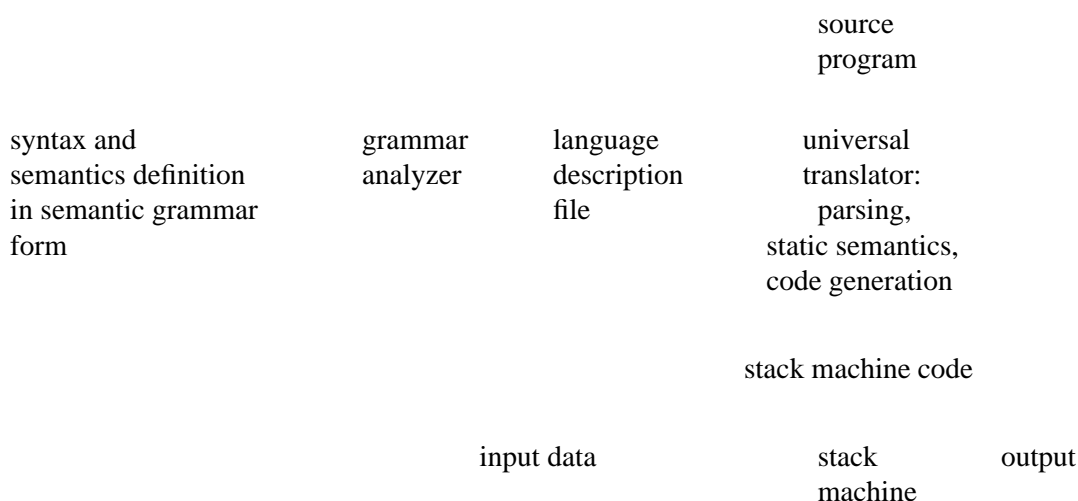 source
program
syntax and
semantics definition
in semantic grammar
form
grammar
analyzer
language
description
file
universal
translator:
parsing,
static semantics,
code generation
stack machine code
input data
stack
machine
output